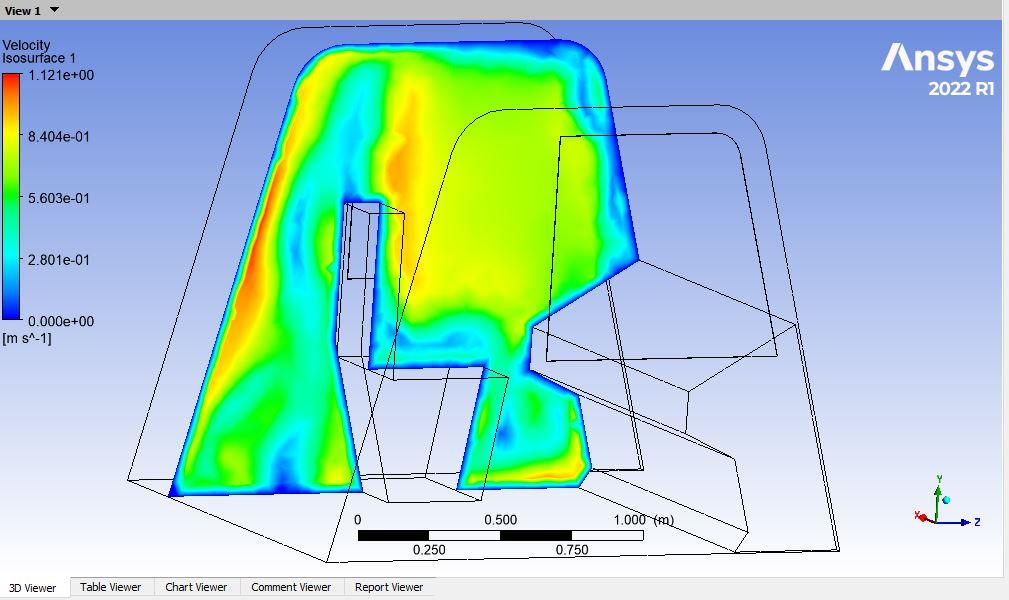 View 1
Velocity
Isosurface 1
1.121e+00
8.404e-01
5.603e-01
2.801e-01
0.000e+00
[m s^-1]
Ansys
2022 R1
0 0.500 1.000 (m)
0.250 0.750
Y
X
Z
3D Viewer Table Viewer Chart Viewer Comment Viewer Report Viewer